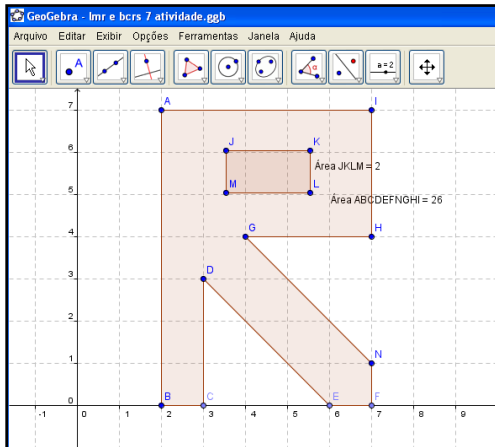 GeoGebra - lmr e bcrs 7 atividade.ggb
Arquivo Editar Exibir Opções Ferramentas Janela Ajuda
A α a = 2
7 A I
6 J K
Área JKLM = 2
5 M L
Área ABCDEFNGHI = 26
4 G H
3 D
2
1 N
0 B C E F
-1 0 1 2 3 4 5 6 7 8 9